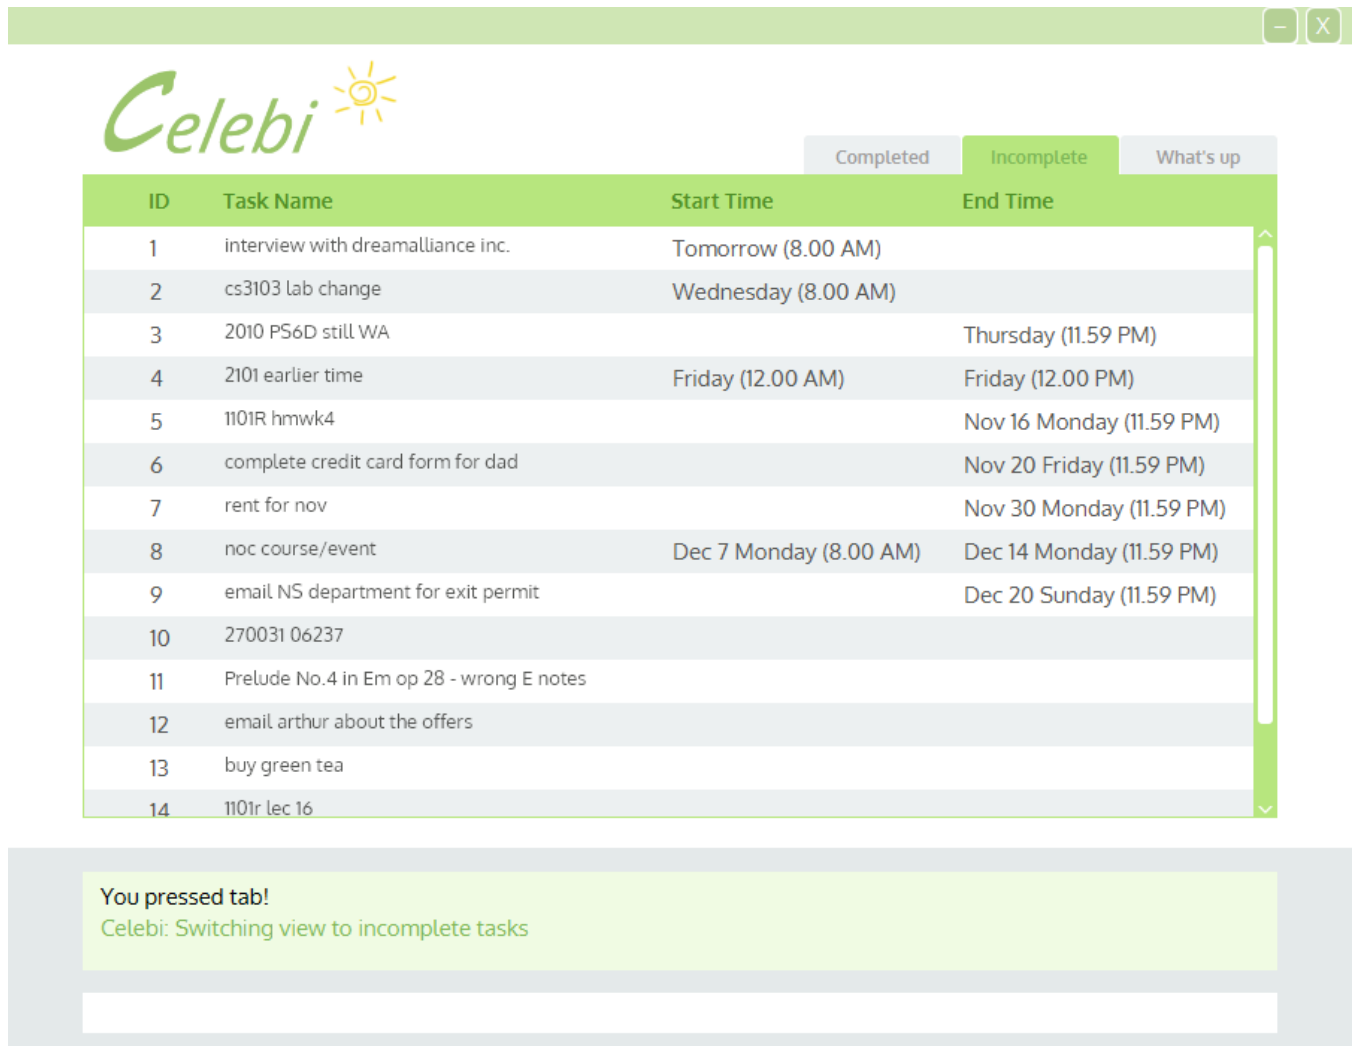 – X
Celebi
Completed Incomplete What's up
ID Task Name Start Time End Time
1 interview with dreamalliance inc. Tomorrow (8.00 AM)
2 cs3103 lab change Wednesday (8.00 AM)
3 2010 PS6D still WA Thursday (11.59 PM)
4 2101 earlier time Friday (12.00 AM) Friday (12.00 PM)
5 1101R hmwk4 Nov 16 Monday (11.59 PM)
6 complete credit card form for dad Nov 20 Friday (11.59 PM)
7 rent for nov Nov 30 Monday (11.59 PM)
8 noc course/event Dec 7 Monday (8.00 AM) Dec 14 Monday (11.59 PM)
9 email NS department for exit permit Dec 20 Sunday (11.59 PM)
10 270031 06237
11 Prelude No.4 in Em op 28 - wrong E notes
12 email arthur about the offers
13 buy green tea
14 1101r lec 16
You pressed tab!
Celebi: Switching view to incomplete tasks